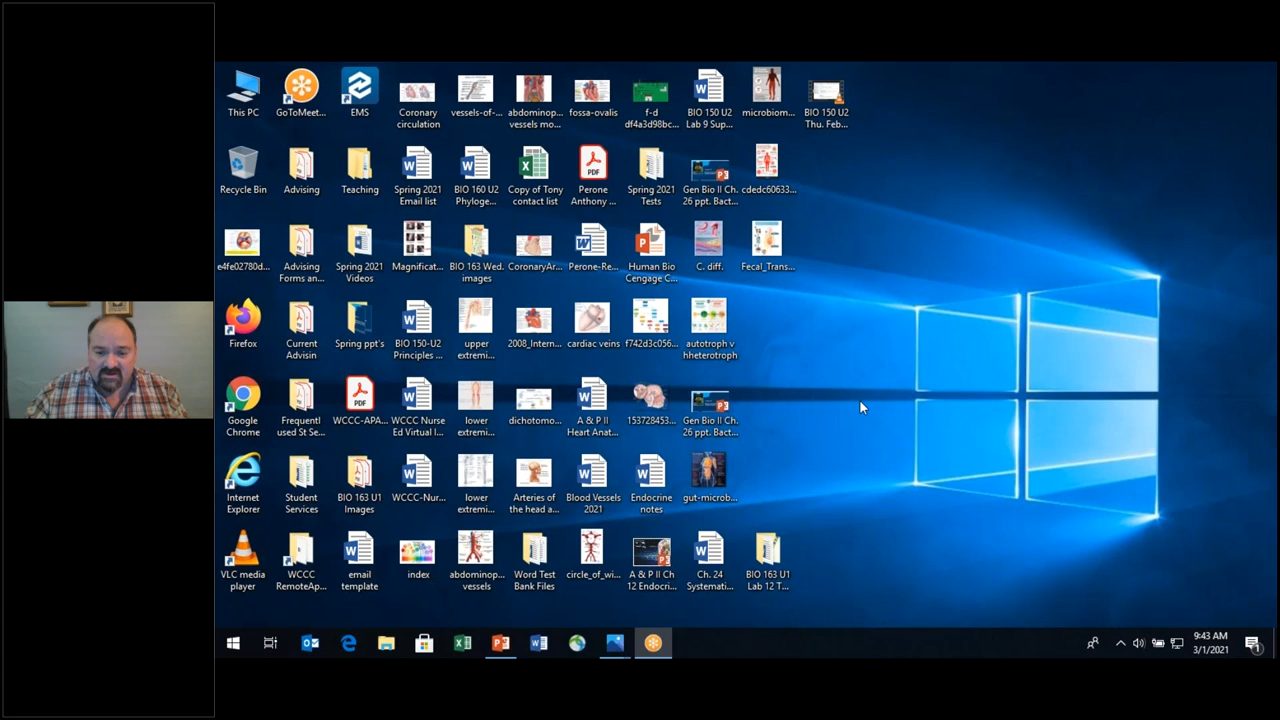 This PC
GoToMeet...
EMS
Coronary
circulation
vessels-of-...
abdominop...
vessels mo...
fossa-ovalis
f-d
df4a3d98bc...
BIO 150 U2
Lab 9 Sup...
microbiom...
BIO 150 U2
Thu. Feb...
Recycle Bin
Advising
Teaching
Spring 2021
Email list
BIO 160 U2
Phyloge...
Copy of Tony
contact list
Perone
Anthony ...
Spring 2021
Tests
Gen Bio II Ch.
26 ppt. Bact...
cdedc60633...
e4fe02780d...
Advising
Forms an...
Spring 2021
Videos
Magnificat...
BIO 163 Wed.
images
CoronaryAr...
Perone-Re...
Human Bio
Cengage C...
C. diff.
Fecal_Trans...
Firefox
Current
Advisin
Spring ppt's
BIO 150-U2
Principles ...
upper
extremi...
2008_Intern...
cardiac veins
f742d3c056...
autotroph v
hheterotroph
Google
Chrome
Frequentl
used St Se...
WCCC-APA...
WCCC Nurse
Ed Virtual I...
lower
extremi...
dichotomo...
A & P II
Heart Anat...
153728453...
Gen Bio II Ch.
26 ppt. Bact...
Internet
Explorer
Student
Services
BIO 163 U1
Images
WCCC-Nur...
lower
extremi...
Arteries of
the head a...
Blood Vessels
2021
Endocrine
notes
gut-microb...
VLC media
player
WCCC
RemoteAp...
email
template
index
abdominop...
vessels
Word Test
Bank Files
circle_of_wi...
A & P II Ch
12 Endocri...
Ch. 24
Systemati...
BIO 163 U1
Lab 12 T...
9:43 AM
3/1/2021